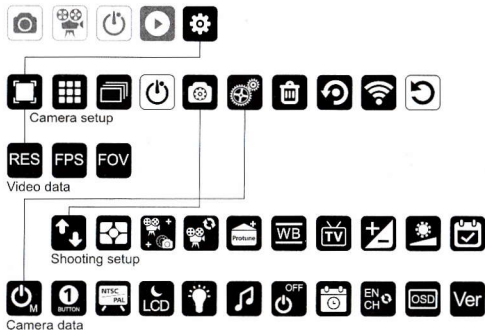 Camera setup
RES FPS FOV
Video data
Protune WB TV
Shooting setup
M 1 BUTTON NTSC PAL LCD OFF EN CH OSD Ver
Camera data